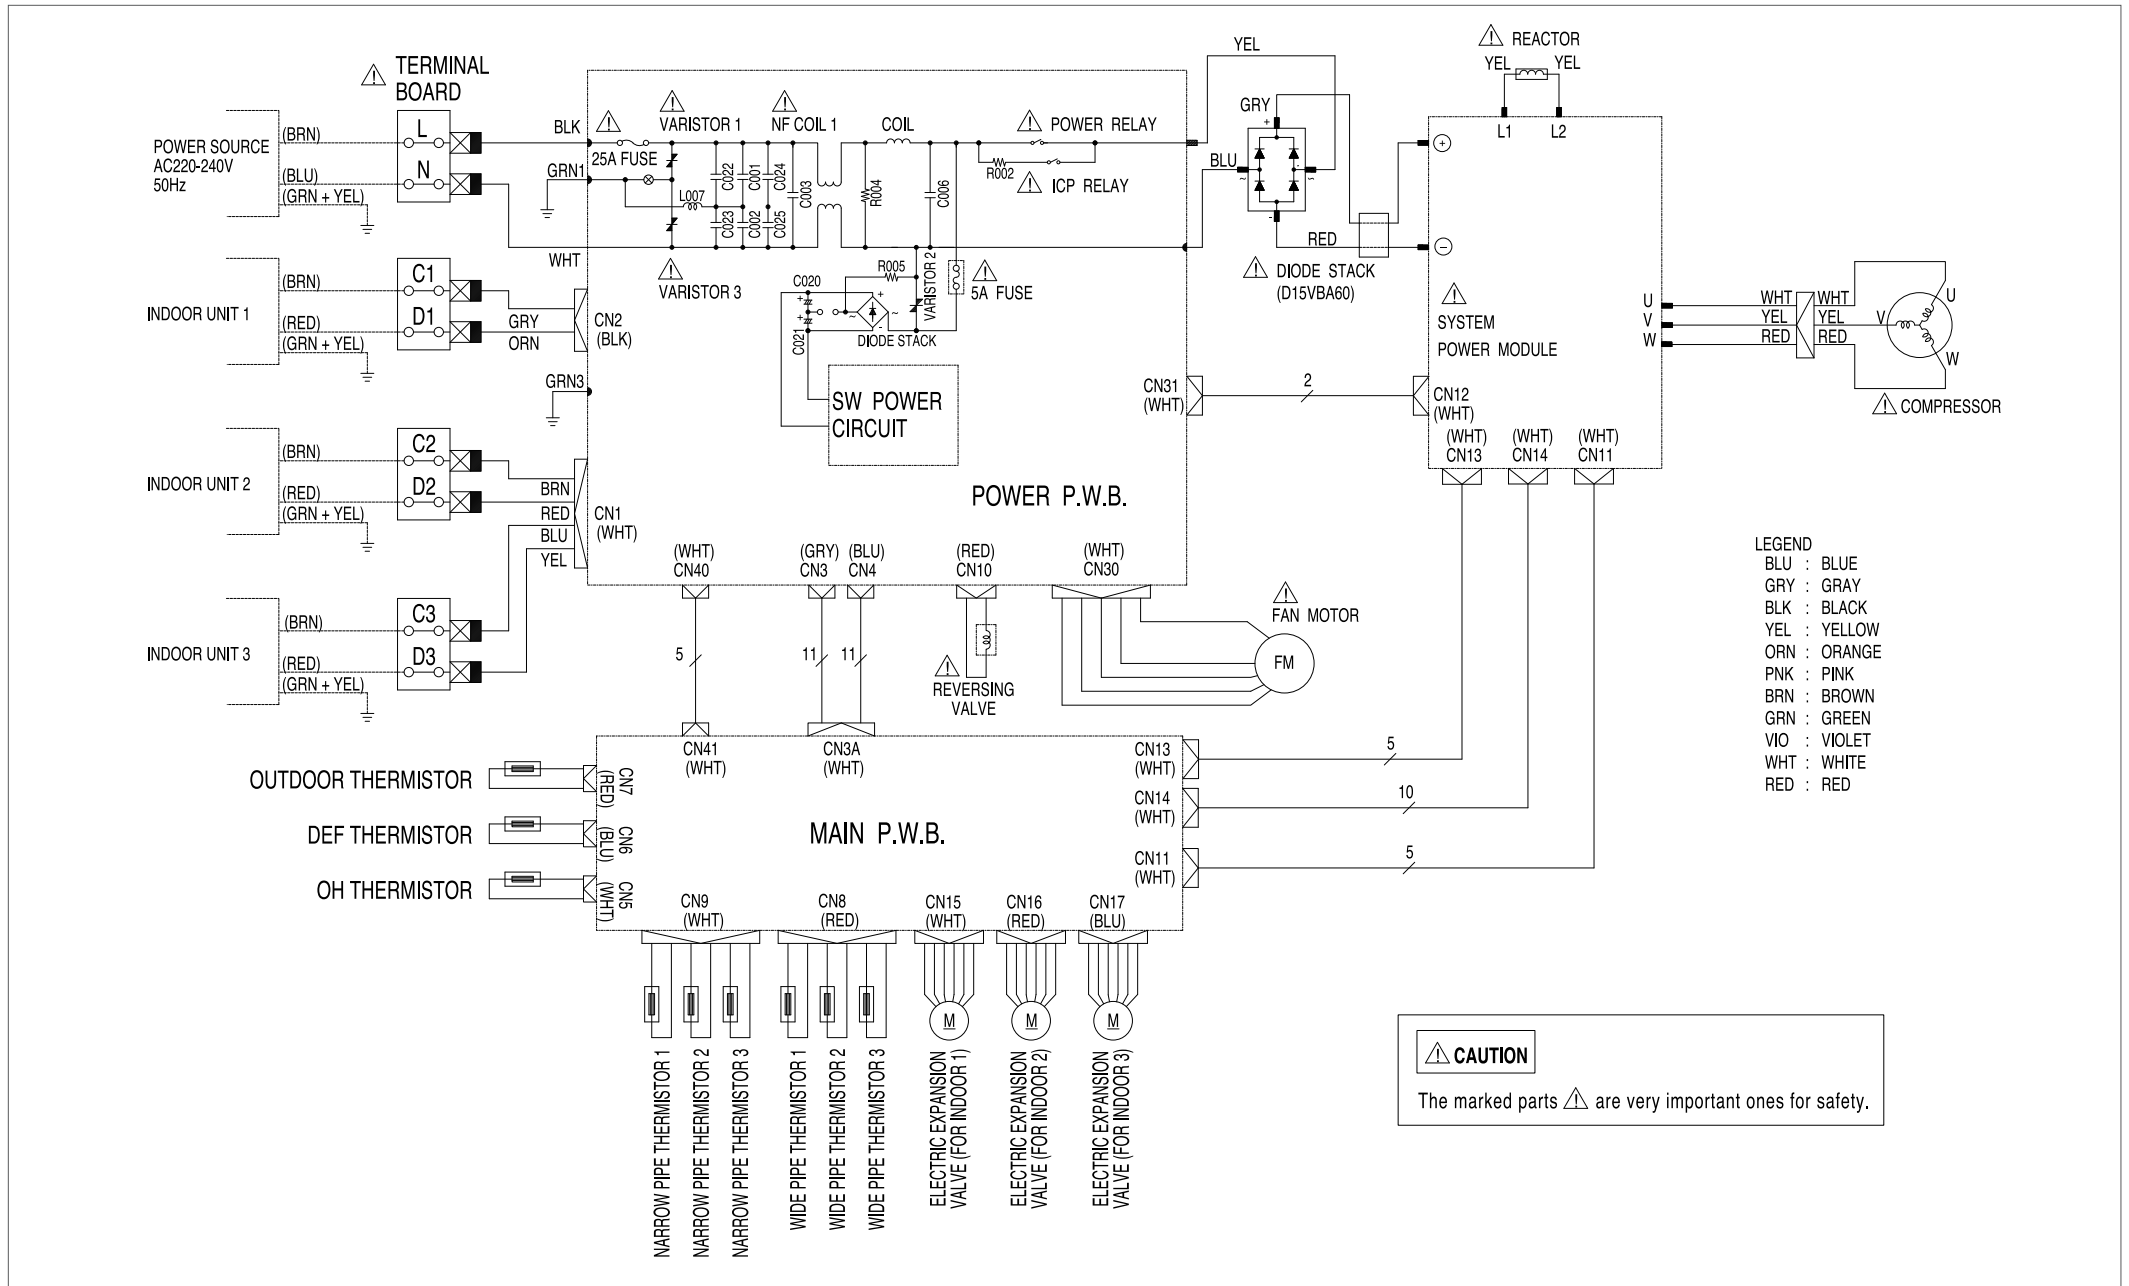 TERMINAL
BOARD
POWER SOURCE
AC220-240V
50Hz
(BRN)
(BLU)
(GRN + YEL)
L
N
INDOOR UNIT 1
(BRN)
(RED)
(GRN + YEL)
C1
D1
GRY
ORN
INDOOR UNIT 2
(BRN)
(RED)
(GRN + YEL)
C2
D2
BRN
RED
BLU
YEL
INDOOR UNIT 3
(BRN)
(RED)
(GRN + YEL)
C3
D3
BLK
GRN1
WHT
GRN3
CN2
(BLK)
CN1
(WHT)
25A FUSE
VARISTOR 1
NF COIL 1
COIL
POWER RELAY
R002
ICP RELAY
L007
C022
C023
C001
C002
C024
C025
C003
R004
C006
VARISTOR 3
R005
VARISTOR 2
5A FUSE
C020
+
+
C021
~
+
-
~
DIODE STACK
SW POWER
CIRCUIT
POWER P.W.B.
CN31
(WHT)
2
(WHT)
CN40
(GRY)
CN3
(BLU)
CN4
(RED)
CN10
(WHT)
CN30
5
11
11
REVERSING
VALVE
FAN MOTOR
FM
YEL
GRY
BLU
+
-
~
~
RED
DIODE STACK
(D15VBA60)
REACTOR
YEL
YEL
L1
L2
+
−
SYSTEM
POWER MODULE
U
V
W
WHT
YEL
RED
WHT
YEL
RED
U
V
W
COMPRESSOR
CN12
(WHT)
(WHT)
CN13
(WHT)
CN14
(WHT)
CN11
LEGEND
BLU : BLUE
GRY : GRAY
BLK : BLACK
YEL : YELLOW
ORN : ORANGE
PNK : PINK
BRN : BROWN
GRN : GREEN
VIO : VIOLET
WHT : WHITE
RED : RED
CN41
(WHT)
CN3A
(WHT)
CN13
(WHT)
5
CN14
(WHT)
10
CN11
(WHT)
5
OUTDOOR THERMISTOR
CN7
(RED)
DEF THERMISTOR
CN6
(BLU)
OH THERMISTOR
CN5
(WHT)
MAIN P.W.B.
CN9
(WHT)
CN8
(RED)
CN15
(WHT)
CN16
(RED)
CN17
(BLU)
M
M
M
NARROW PIPE THERMISTOR 1
NARROW PIPE THERMISTOR 2
NARROW PIPE THERMISTOR 3
WIDE PIPE THERMISTOR 1
WIDE PIPE THERMISTOR 2
WIDE PIPE THERMISTOR 3
ELECTRIC EXPANSION
VALVE (FOR INDOOR 1)
ELECTRIC EXPANSION
VALVE (FOR INDOOR 2)
ELECTRIC EXPANSION
VALVE (FOR INDOOR 3)
⚠ CAUTION
The marked parts ⚠ are very important ones for safety.